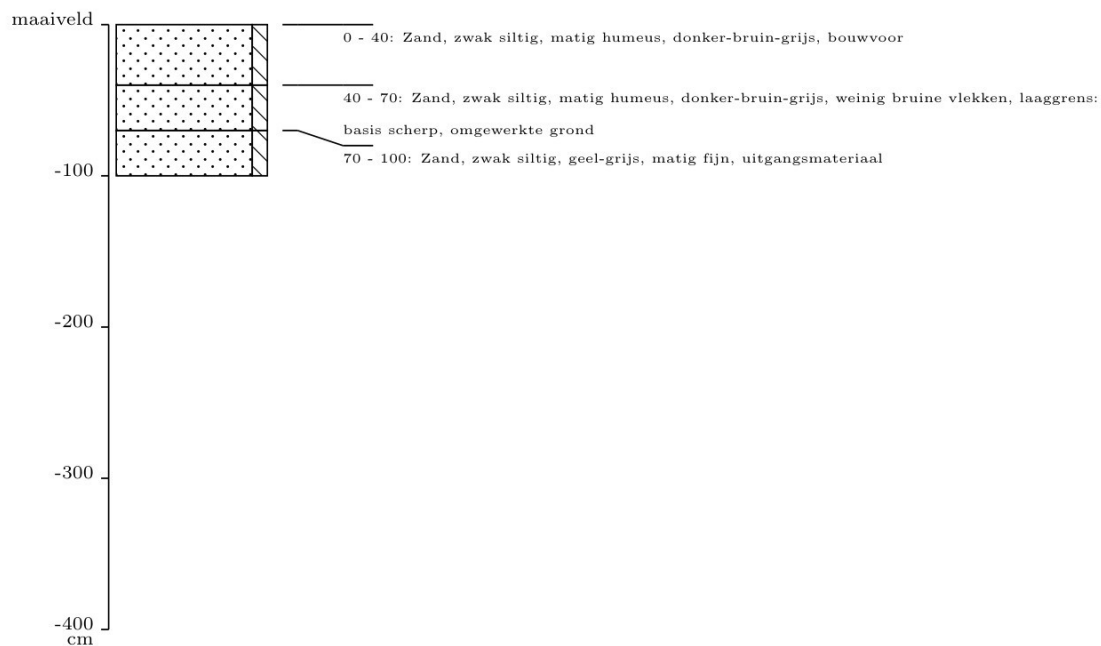 maaiveld
0 - 40: Zand, zwak siltig, matig humeus, donker-bruin-grijs, bouwvoor
40 - 70: Zand, zwak siltig, matig humeus, donker-bruin-grijs, weinig bruine vlekken, laaggrens:
basis scherp, omgewerkte grond
70 - 100: Zand, zwak siltig, geel-grijs, matig fijn, uitgangsmateriaal
-100
-200
-300
-400
cm